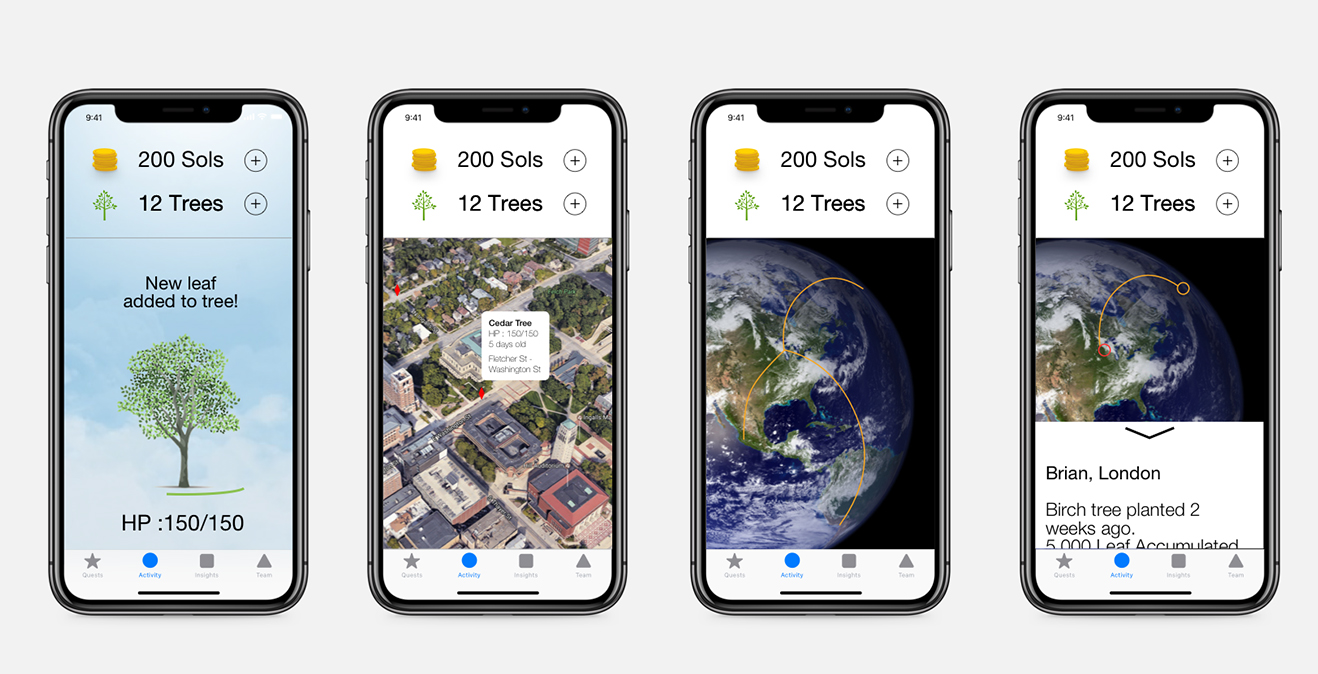 9:41
200 Sols
12 Trees
New leaf
added to tree!
HP :150/150
Quests
Activity
Insights
Team
9:41
200 Sols
12 Trees
Cedar Tree
HP : 150/150
5 days old
Fletcher St -
Washington St
Quests
Activity
Insights
Team
9:41
200 Sols
12 Trees
Quests
Activity
Insights
Team
9:41
200 Sols
12 Trees
Brian, London
Birch tree planted 2
weeks ago.
5,000 Leaf Accumulated
Quests
Activity
Insights
Team